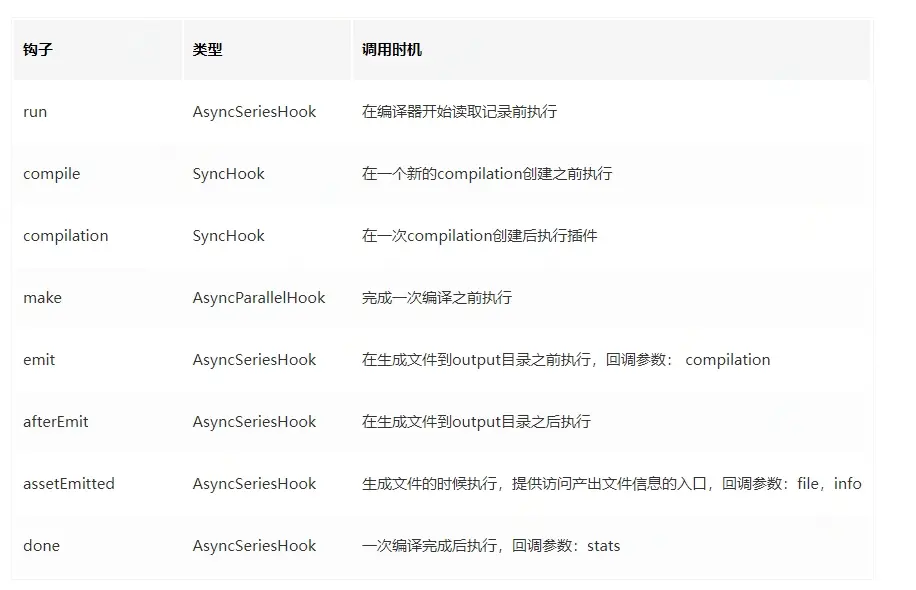 钩子 类型 调用时机
run AsyncSeriesHook 在编译器开始读取记录前执行
compile SyncHook 在一个新的compilation创建之前执行
compilation SyncHook 在一次compilation创建后执行插件
make AsyncParallelHook 完成一次编译之前执行
emit AsyncSeriesHook 在生成文件到output目录之前执行，回调参数： compilation
afterEmit AsyncSeriesHook 在生成文件到output目录之后执行
assetEmitted AsyncSeriesHook 生成文件的时候执行，提供访问产出文件信息的入口，回调参数：file，info
done AsyncSeriesHook 一次编译完成后执行，回调参数：stats